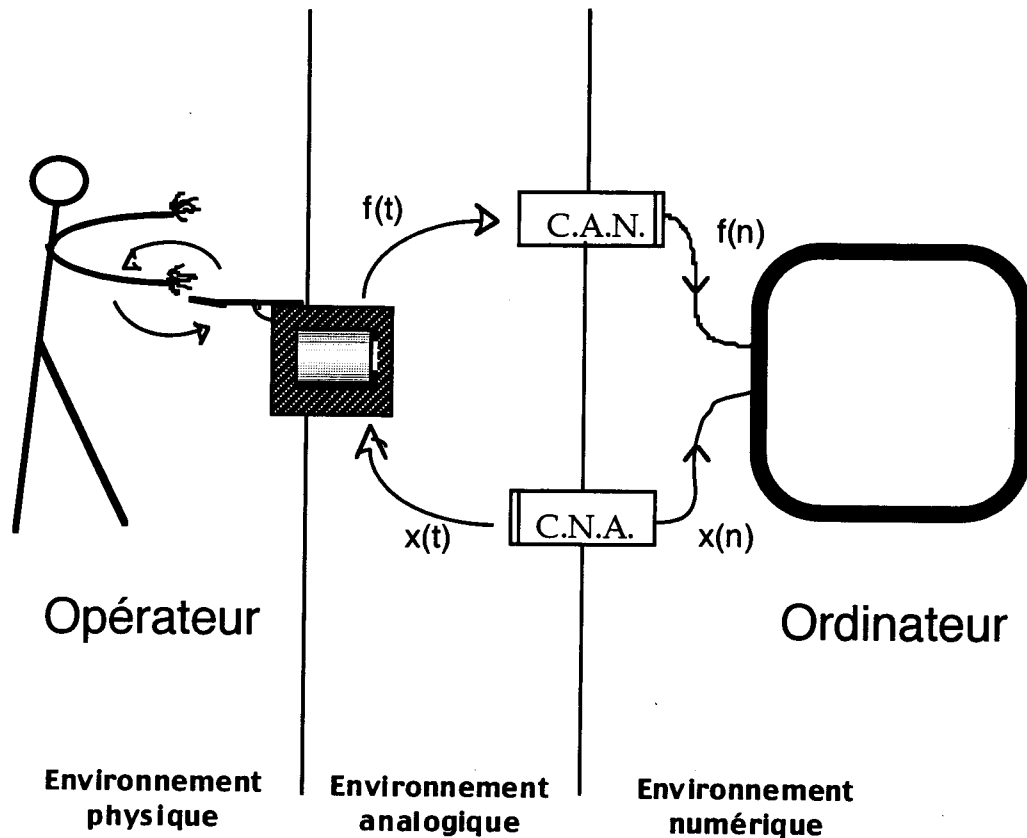 f(t)
C.A.N.
f(n)
x(t)
C.N.A.
x(n)
Opérateur
Ordinateur
Environnement
physique
Environnement
analogique
Environnement
numérique